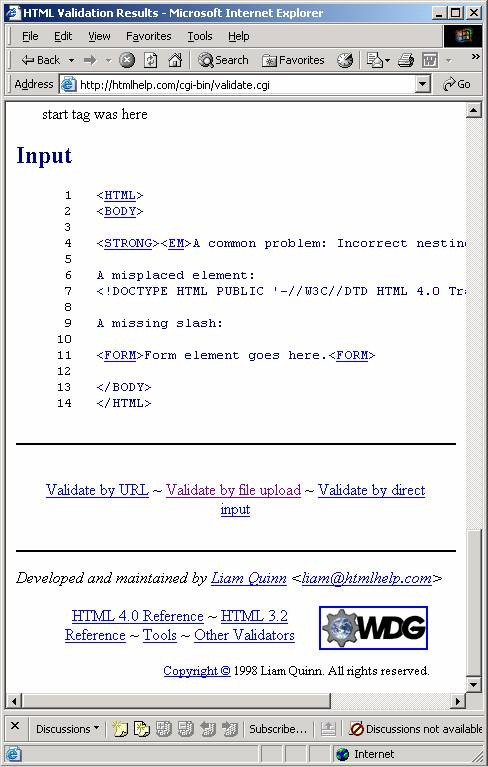 HTML Validation Results - Microsoft Internet Explorer
File Edit View Favorites Tools Help
Back Search Favorites
Address http://htmlhelp.com/cgi-bin/validate.cgi Go
start tag was here
Input
1 <HTML>
2 <BODY>
3
4 <STRONG><EM>A common problem: Incorrect nesting
5
6 A misplaced element:
7 <!DOCTYPE HTML PUBLIC '-//W3C//DTD HTML 4.0 Tra
8
9 A missing slash:
10
11 <FORM>Form element goes here.<FORM>
12
13 </BODY>
14 </HTML>
Validate by URL ~ Validate by file upload ~ Validate by direct
input
Developed and maintained by Liam Quinn <liam@htmlhelp.com>
HTML 4.0 Reference ~ HTML 3.2
Reference ~ Tools ~ Other Validators
WDG
Copyright © 1998 Liam Quinn. All rights reserved.
Discussions Subscribe... Discussions not available
Internet